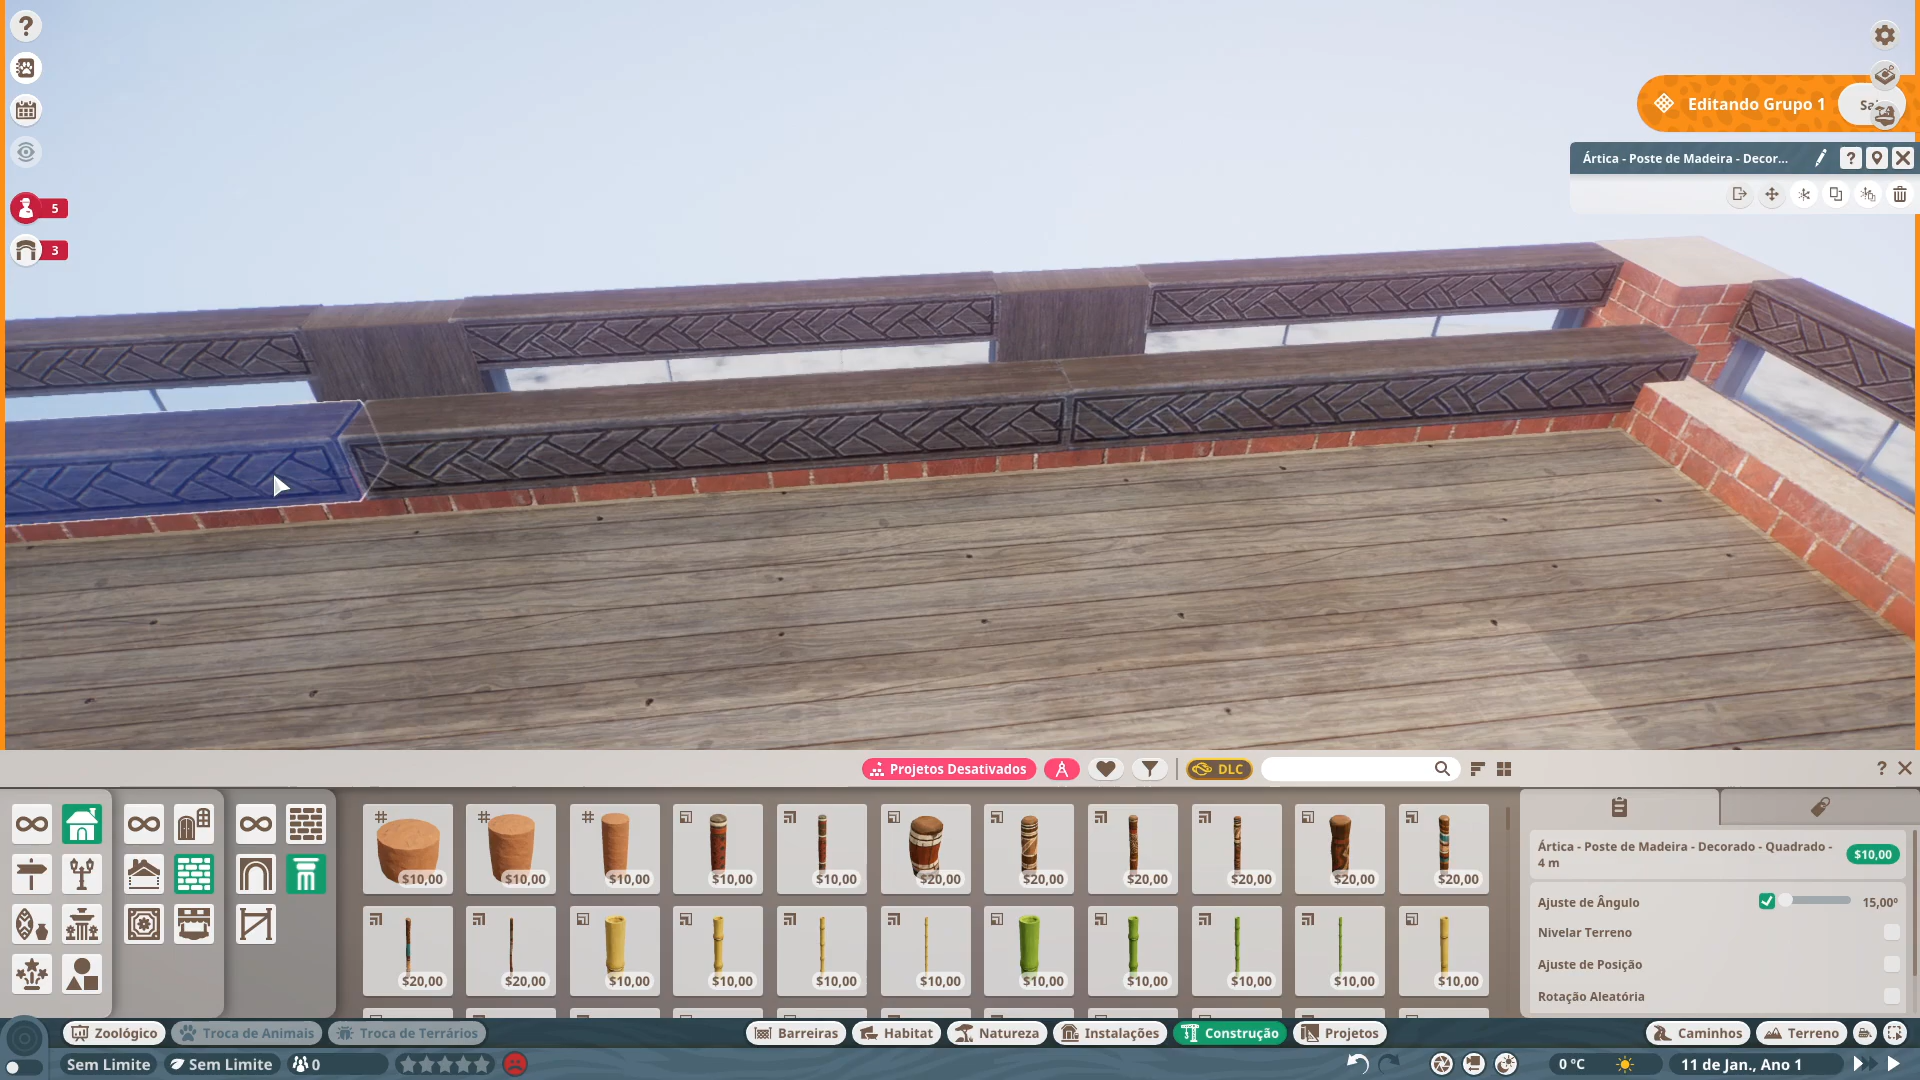 Editando Grupo 1
Sa
Ártica - Poste de Madeira - Decor...
5
3
Projetos Desativados
DLC
$10,00 $10,00 $10,00 $10,00 $10,00 $20,00 $20,00 $20,00 $20,00 $20,00 $20,00
$20,00 $20,00 $10,00 $10,00 $10,00 $10,00 $10,00 $10,00 $10,00 $10,00 $10,00
Ártica - Poste de Madeira - Decorado - Quadrado - 
4 m
$10,00
Ajuste de Ângulo 15,00°
Nivelar Terreno
Ajuste de Posição
Rotação Aleatória
Zoológico Troca de Animais Troca de Terrários Barreiras Habitat Natureza Instalações Construção Projetos Caminhos Terreno
Sem Limite Sem Limite 0 0 °C 11 de Jan., Ano 1